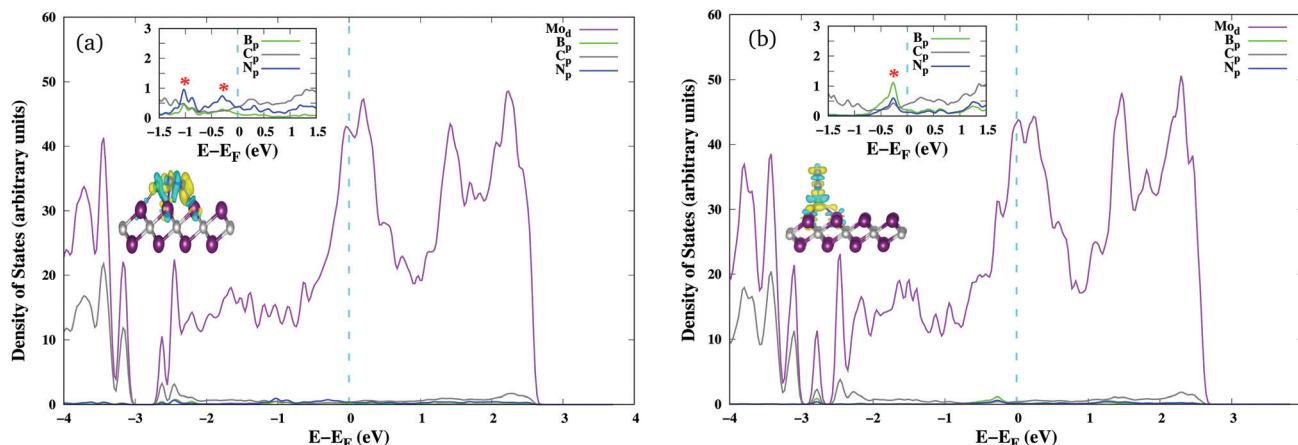 (a)
Density of States (arbitrary units)
60
50
40
30
20
10
0
−4 −3 −2 −1 0 1 2 3 4
E−E_F (eV)
Mo_d
B_p
C_p
N_p
3
2
1
0
−1.5 −1 −0.5 0 0.5 1 1.5
E−E_F (eV)
B_p
C_p
N_p
* *
(b)
Density of States (arbitrary units)
60
50
40
30
20
10
0
−4 −3 −2 −1 0 1 2 3
E−E_F (eV)
Mo_d
B_p
C_p
N_p
3
2
1
0
−1.5 −1 −0.5 0 0.5 1 1.5
E−E_F (eV)
B_p
C_p
N_p
*